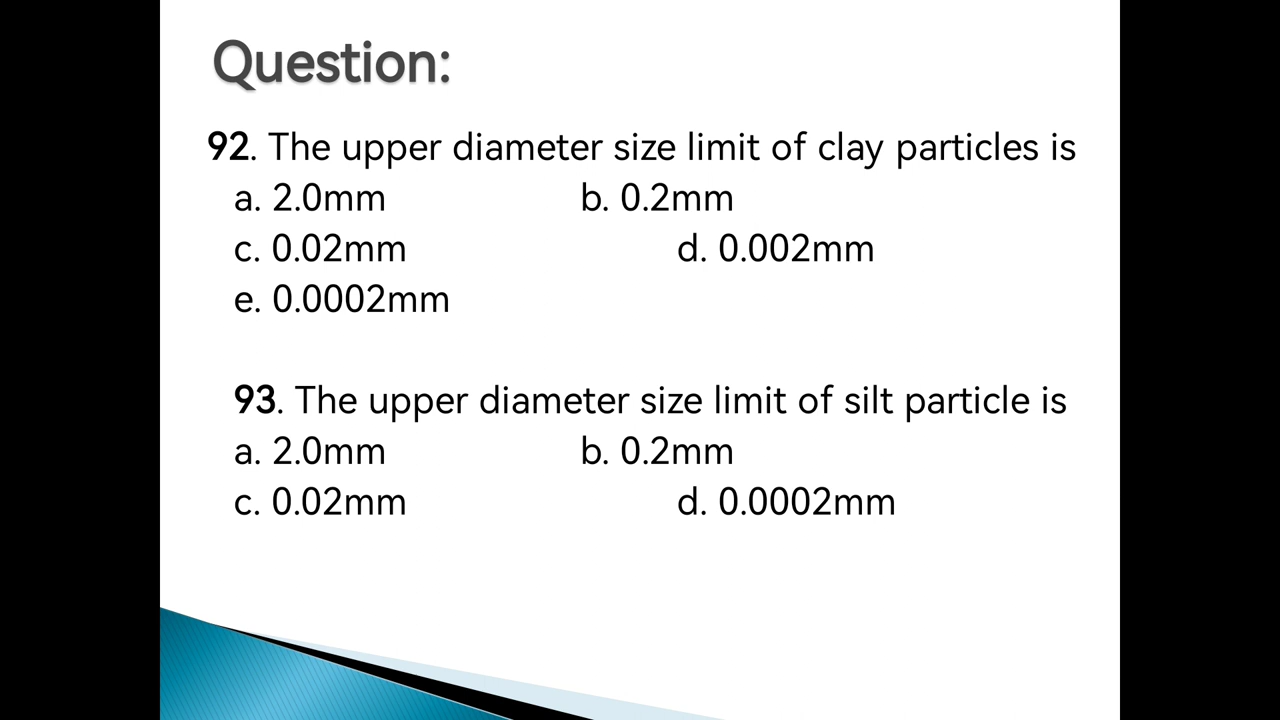 Question:
92. The upper diameter size limit of clay particles is
a. 2.0mm b. 0.2mm
c. 0.02mm d. 0.002mm
e. 0.0002mm
93. The upper diameter size limit of silt particle is
a. 2.0mm b. 0.2mm
c. 0.02mm d. 0.0002mm